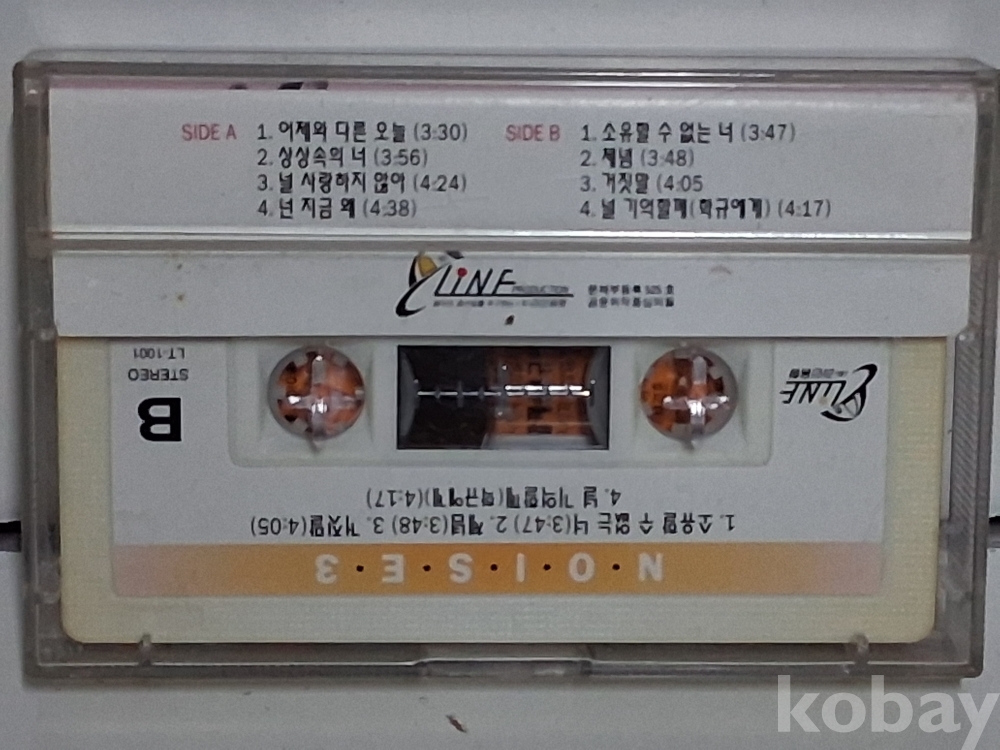 SIDE A
1. 어제와 다른 오늘 (3:30)
2. 상상속의 너 (3:56)
3. 널 사랑하지 않아 (4:24)
4. 넌 지금 왜 (4:38)
SIDE B
1. 소유할 수 없는 너 (3:47)
2. 체념 (3:48)
3. 거짓말 (4:05
4. 널 기억할께(학규에게) (4:17)
LINE
PRODUCTION
LINE
B
STEREO
LT-1001
1. 소유할 수 없는 너(3:47) 2. 체념(3:48) 3. 거짓말(4:05)
4. 널 기억할께(학규에게)(4:17)
N·O·I·S·E·3
kobay